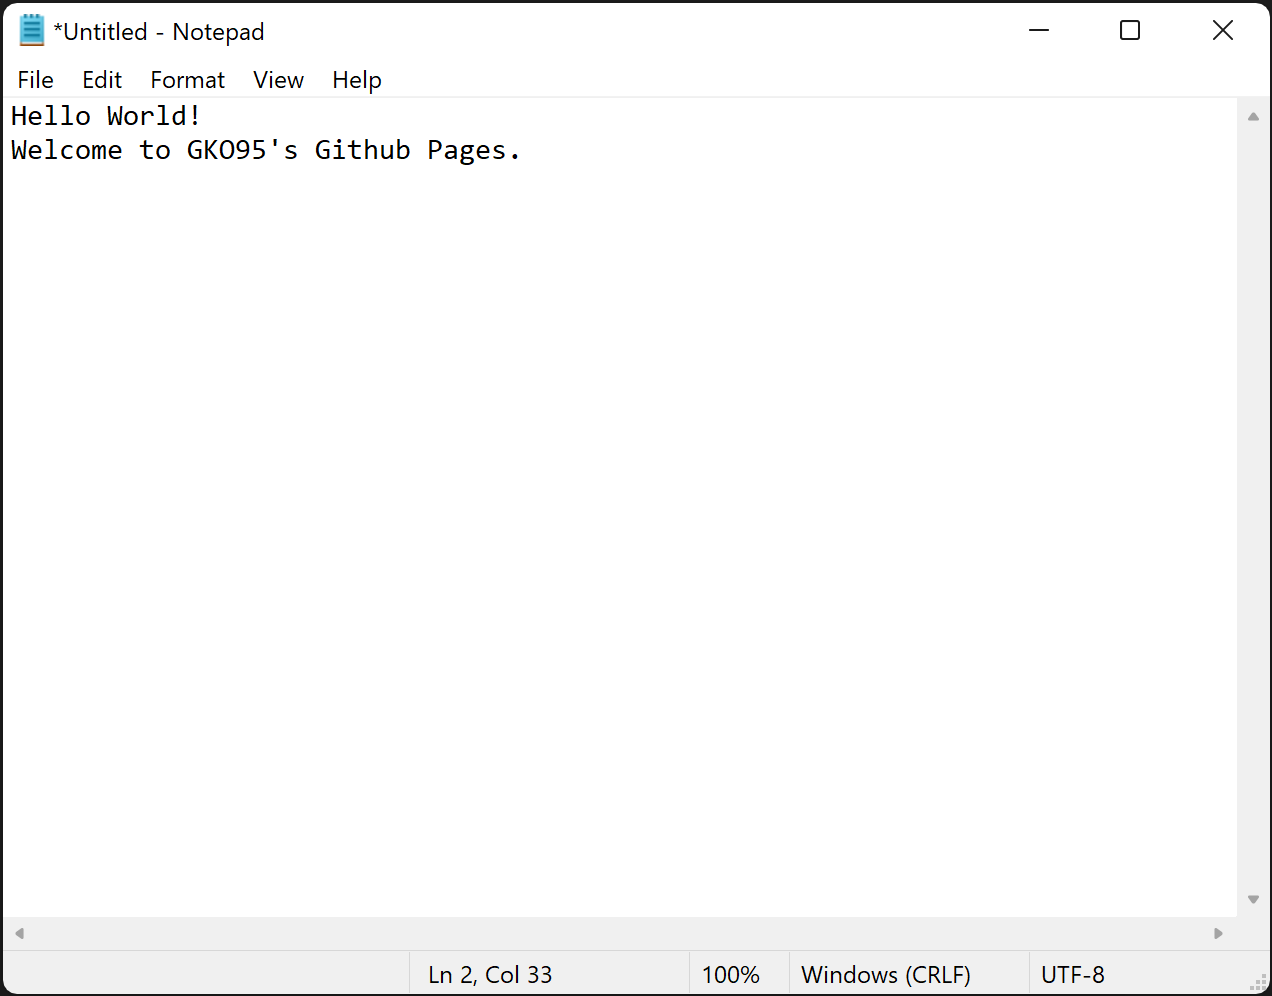 *Untitled - Notepad
File Edit Format View Help
Hello World!
Welcome to GKO95's Github Pages.
Ln 2, Col 33 100% Windows (CRLF) UTF-8